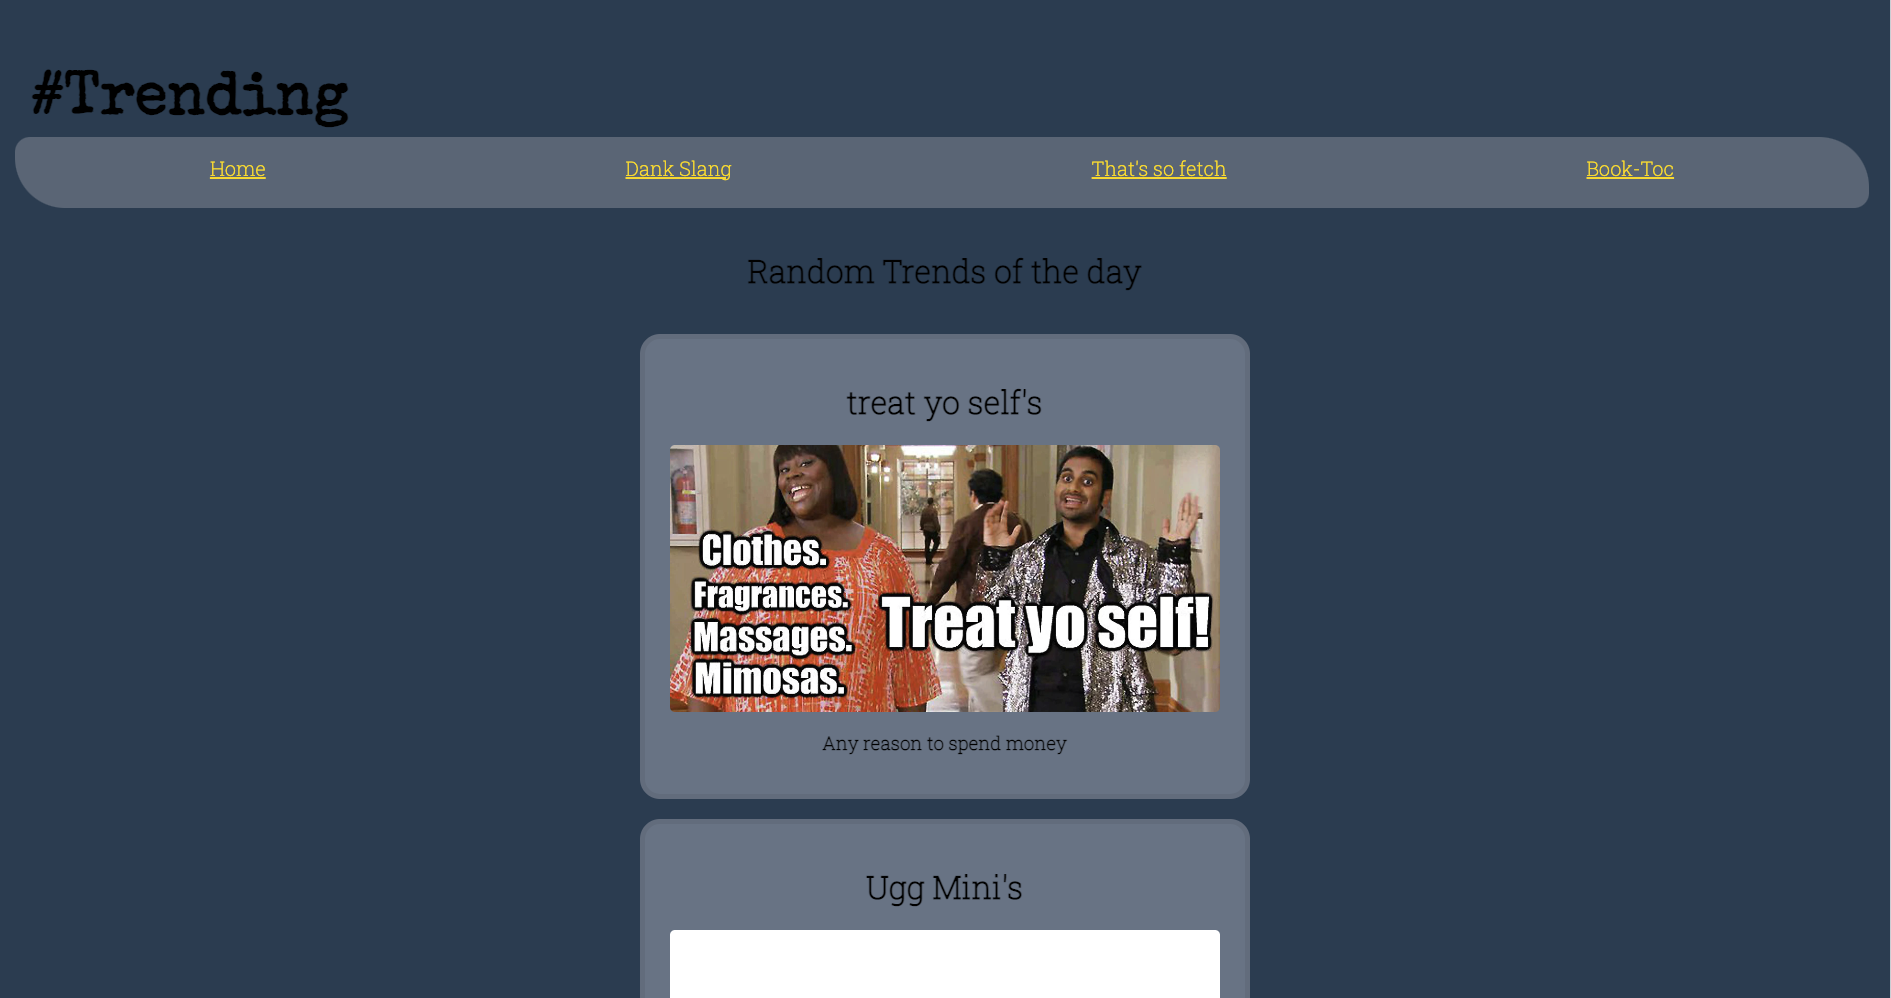 #Trending
Home Dank Slang That's so fetch Book-Toc
Random Trends of the day
treat yo self's
Clothes.
Fragrances.
Massages.
Mimosas.
Treat yo self!
Any reason to spend money
Ugg Mini's